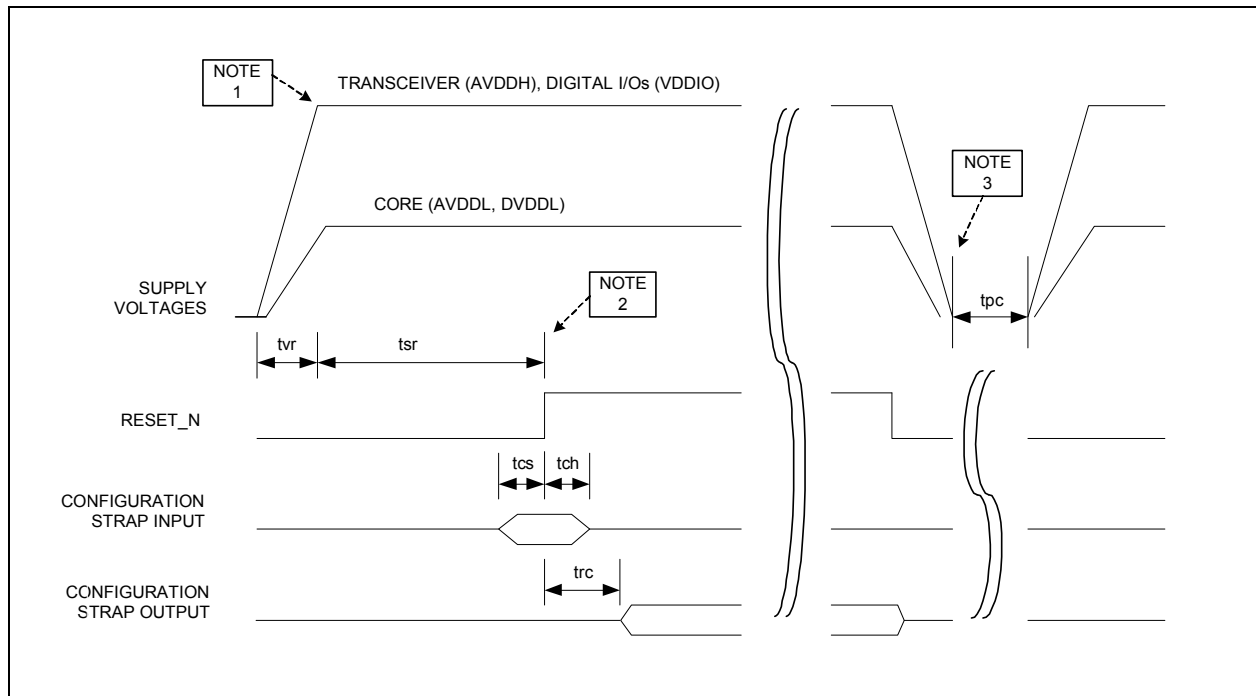 NOTE
1
TRANSCEIVER (AVDDH), DIGITAL I/Os (VDDIO)
NOTE
3
CORE (AVDDL, DVDDL)
SUPPLY
VOLTAGES
NOTE
2
tpc
tvr
tsr
RESET_N
tcs
tch
CONFIGURATION
STRAP INPUT
trc
CONFIGURATION
STRAP OUTPUT